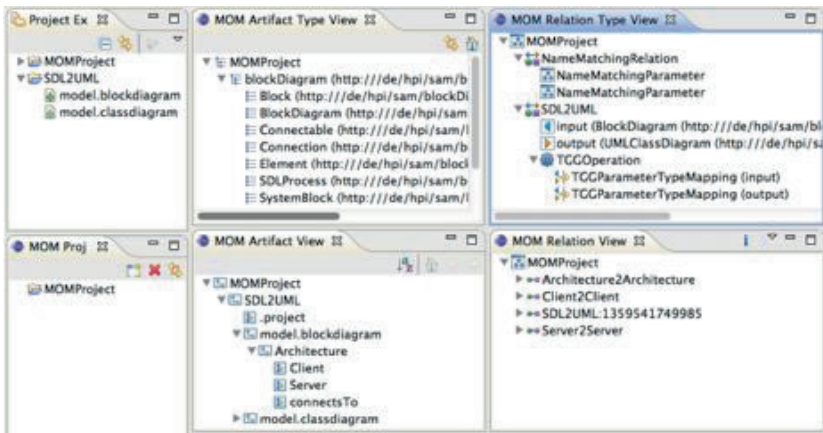 Project Ex
MOMProject
SDL2UML
model.blockdiagram
model.classdiagram
MOM Artifact Type View
MOMProject
blockDiagram (http:///de/hpi/sam/b
Block (http:///de/hpi/sam/blockDi
BlockDiagram (http:///de/hpi/sam
Connectable (http:///de/hpi/sam/
Connection (http:///de/hpi/sam/b
Element (http:///de/hpi/sam/block
SDLProcess (http:///de/hpi/sam/b
SystemBlock (http:///de/hpi/sam/
MOM Relation Type View
MOMProject
NameMatchingRelation
NameMatchingParameter
NameMatchingParameter
SDL2UML
input (BlockDiagram (http:///de/hpi/sam/bl
output (UMLClassDiagram (http:///de/hpi/sa
TGGOperation
TGGParameterTypeMapping (input)
TGGParameterTypeMapping (output)
MOM Proj
MOMProject
MOM Artifact View
MOMProject
SDL2UML
.project
model.blockdiagram
Architecture
Client
Server
connectsTo
model.classdiagram
MOM Relation View
MOMProject
Architecture2Architecture
Client2Client
SDL2UML:1359541749985
Server2Server